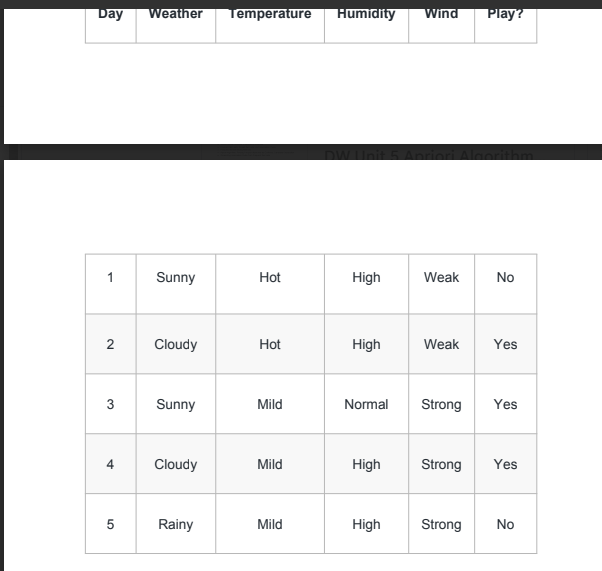 Day Weather Temperature Humidity Wind Play?
DW Unit 5 Apriori Algorithm
1 Sunny Hot High Weak No
2 Cloudy Hot High Weak Yes
3 Sunny Mild Normal Strong Yes
4 Cloudy Mild High Strong Yes
5 Rainy Mild High Strong No